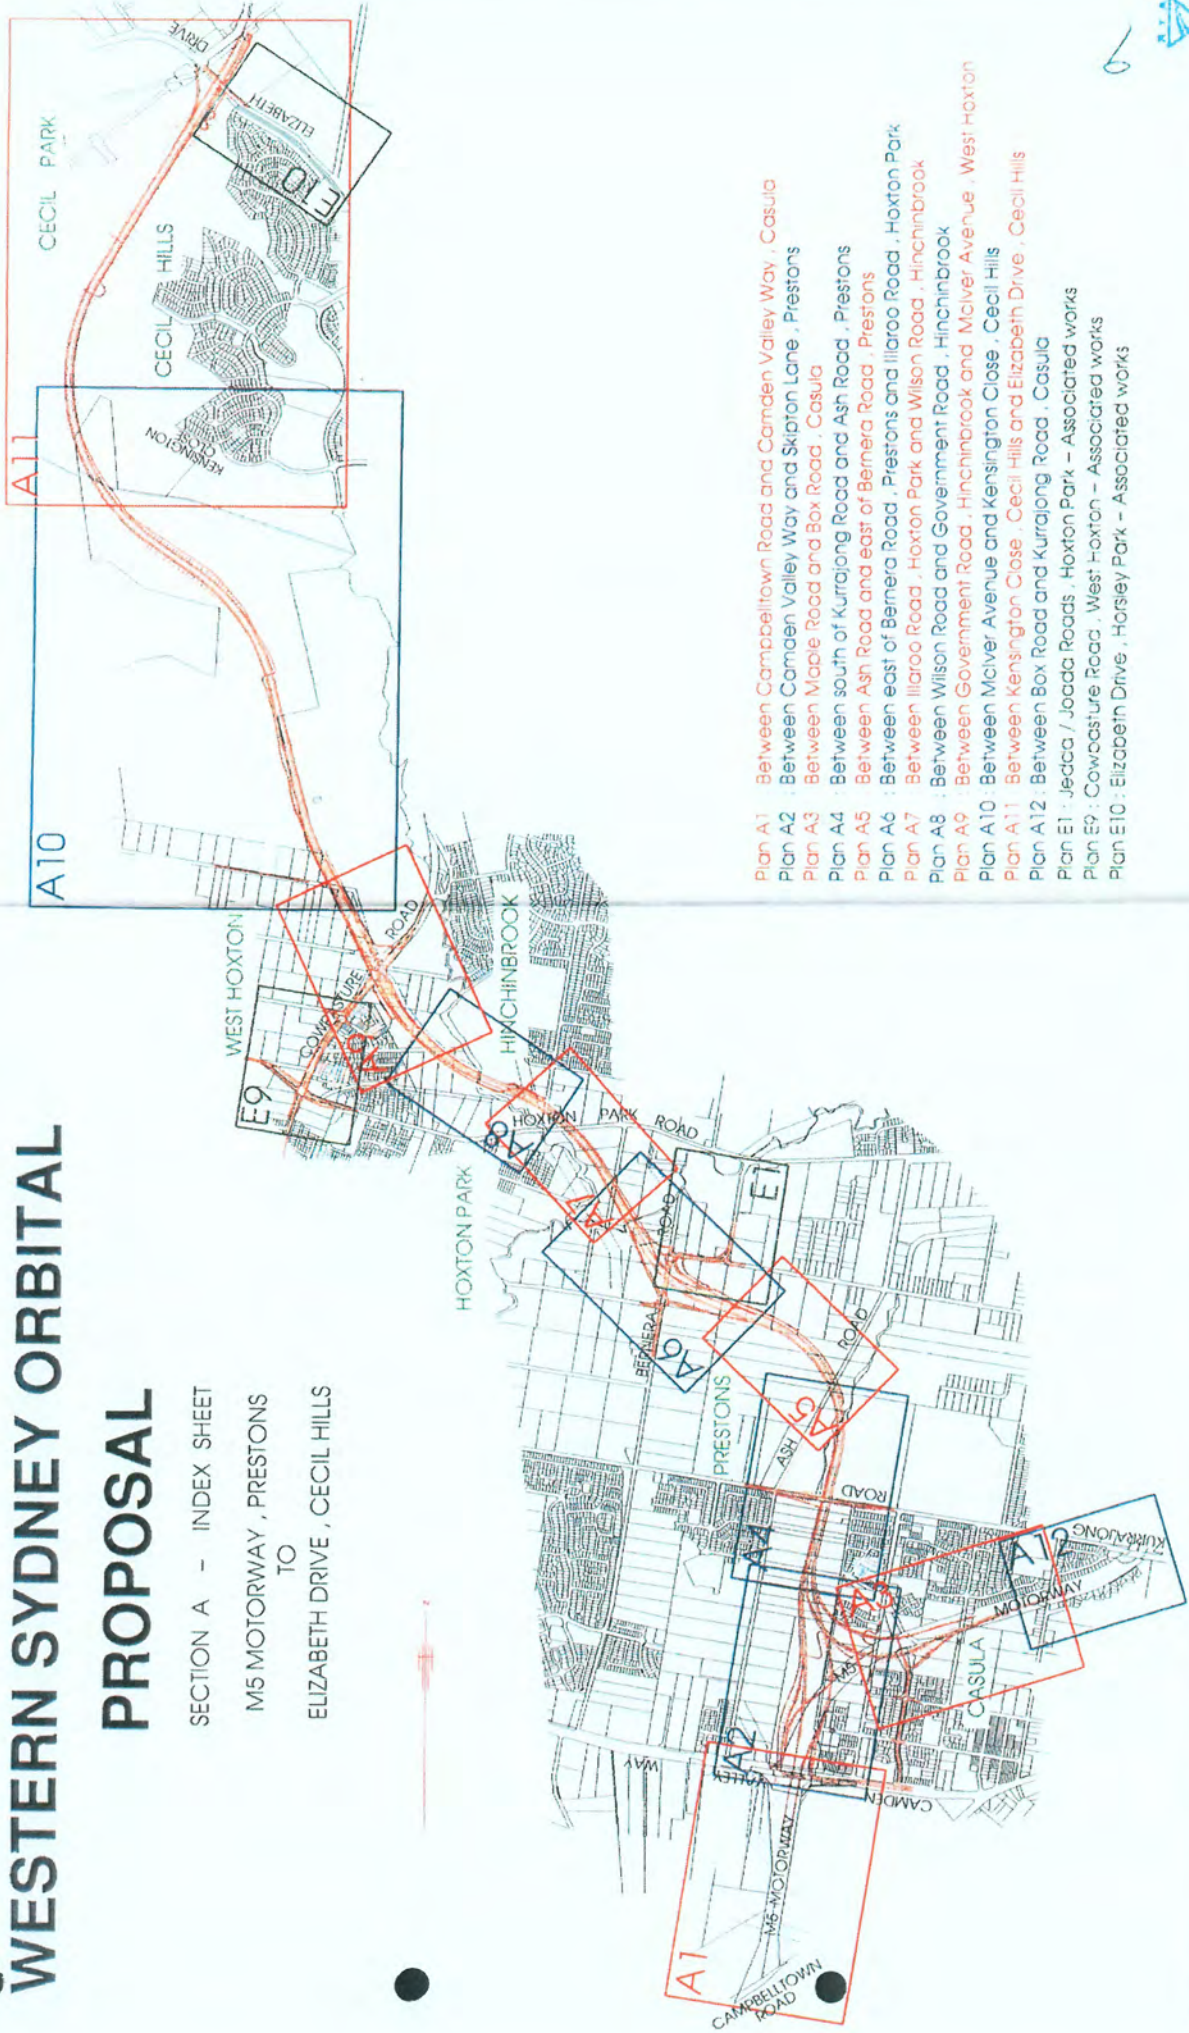 WESTERN SYDNEY ORBITAL
PROPOSAL
SECTION A - INDEX SHEET
M5 MOTORWAY , PRESTONS
TO
ELIZABETH DRIVE , CECIL HILLS
A1
CAMPBELLTOWN
ROAD
M5 MOTORWAY
A2
CAMDEN
VALLEY
WAY
M5
MOTORWAY
CASULA
A3
A12
KURRAJONG
A4
ROAD
PRESTONS
ASH
ROAD
A5
A6
BERNERA
ROAD
E1
A7
HOXTON PARK
HOXTON
PARK
ROAD
A8
HINCHINBROOK
E9
WEST HOXTON
COWPASTURE
ROAD
A9
A10
A11
KENSINGTON
CLOSE
CECIL HILLS
CECIL PARK
E10
ELIZABETH
DRIVE
Plan A1 Between Campbelltown Road and Camden Valley Way , Casula
Plan A2 : Between Camden Valley Way and Skipton Lane , Prestons
Plan A3 Between Maple Road and Box Road , Casula
Plan A4 : Between south of Kurrajong Road and Ash Road , Prestons
Plan A5 Between Ash Road and east of Bernera Road , Prestons
Plan A6 : Between east of Bernera Road , Prestons and Illaroo Road , Hoxton Park
Plan A7 Between Illaroo Road , Hoxton Park and Wilson Road , Hinchinbrook
Plan A8 : Between Wilson Road and Government Road , Hinchinbrook
Plan A9 : Between Government Road , Hinchinbrook and McIver Avenue , West Hoxton
Plan A10 : Between McIver Avenue and Kensington Close , Cecil Hills
Plan A11 Between Kensington Close , Cecil Hills and Elizabeth Drive , Cecil Hills
Plan A12 : Between Box Road and Kurrajong Road , Casula
Plan E1 : Jedda / Joadja Roads , Hoxton Park - Associated works
Plan E9 : Cowpasture Road , West Hoxton - Associated works
Plan E10 : Elizabeth Drive , Horsley Park - Associated works
6